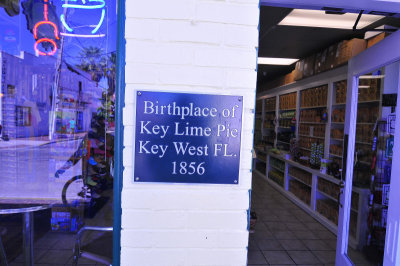 Birthplace of
Key Lime Pie
Key West FL.
1856